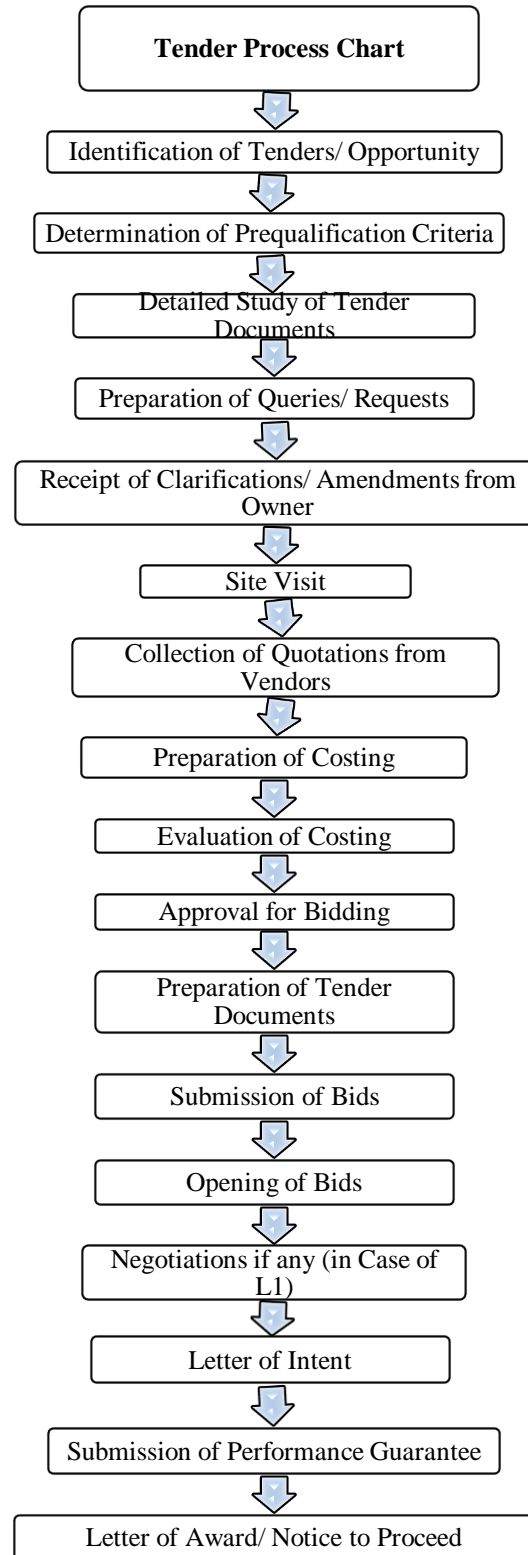 Tender Process Chart
Identification of Tenders/ Opportunity
Determination of Prequalification Criteria
Detailed Study of Tender
Documents
Preparation of Queries/ Requests
Receipt of Clarifications/ Amendments from
Owner
Site Visit
Collection of Quotations from
Vendors
Preparation of Costing
Evaluation of Costing
Approval for Bidding
Preparation of Tender
Documents
Submission of Bids
Opening of Bids
Negotiations if any (in Case of
L1)
Letter of Intent
Submission of Performance Guarantee
Letter of Award/ Notice to Proceed